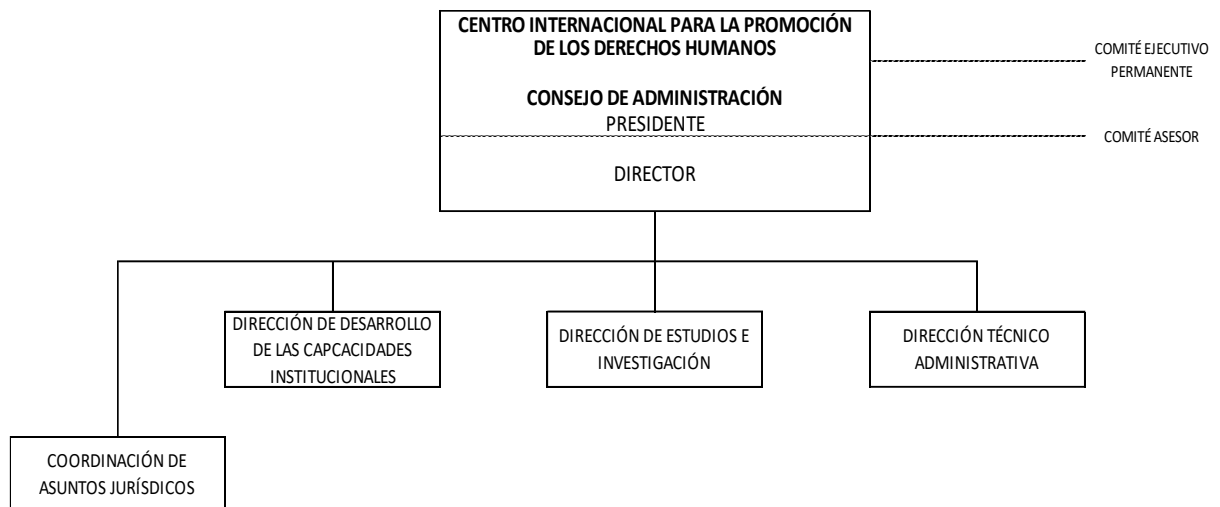 CENTRO INTERNACIONAL PARA LA PROMOCIÓN
DE LOS DERECHOS HUMANOS
CONSEJO DE ADMINISTRACIÓN
PRESIDENTE
DIRECTOR
COMITÉ EJECUTIVO
PERMANENTE
COMITÉ ASESOR
DIRECCIÓN DE DESARROLLO
DE LAS CAPCACIDADES
INSTITUCIONALES
DIRECCIÓN DE ESTUDIOS E
INVESTIGACIÓN
DIRECCIÓN TÉCNICO
ADMINISTRATIVA
COORDINACIÓN DE
ASUNTOS JURÍSDICOS